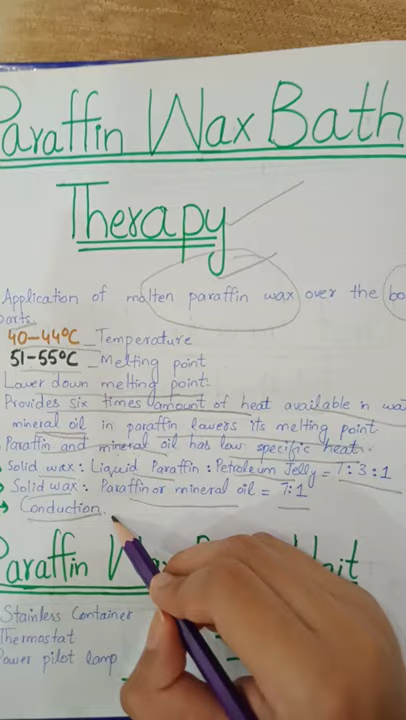 Paraffin Wax Bath
Therapy
Application of molten paraffin wax over the
parts.
40-44°C _ Temperature
51-55°C _ Melting point
Lower down melting point.
Provides six times amount of heat available in
mineral oil in paraffin lowers its melting point
Paraffin and mineral oil has low specific heat.
Solid wax: Liquid Paraffin: Petroleum Jelly = 7:3:1
→ Solid wax: Paraffin or mineral oil = 7:1
→ Conduction.
Paraffin
Stainless Container
Thermostat
Power pilot lamp